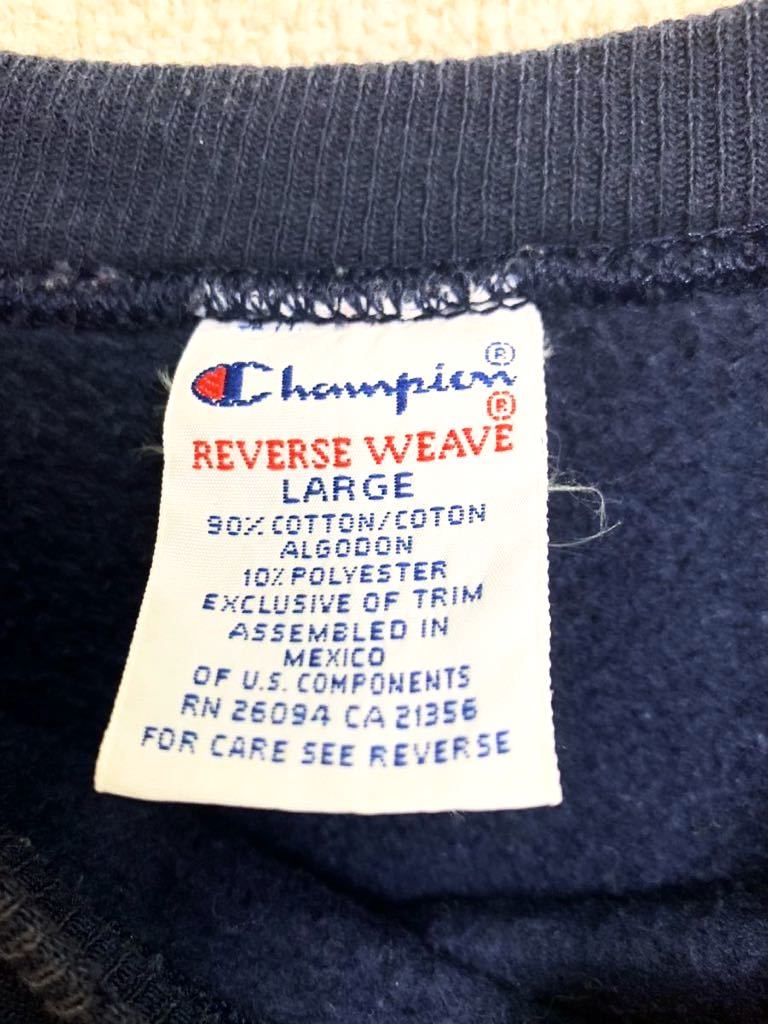 Champion®
REVERSE WEAVE®
LARGE
90% COTTON/COTON
ALGODON
10% POLYESTER
EXCLUSIVE OF TRIM
ASSEMBLED IN
MEXICO
OF U.S. COMPONENTS
RN 26094 CA 21356
FOR CARE SEE REVERSE